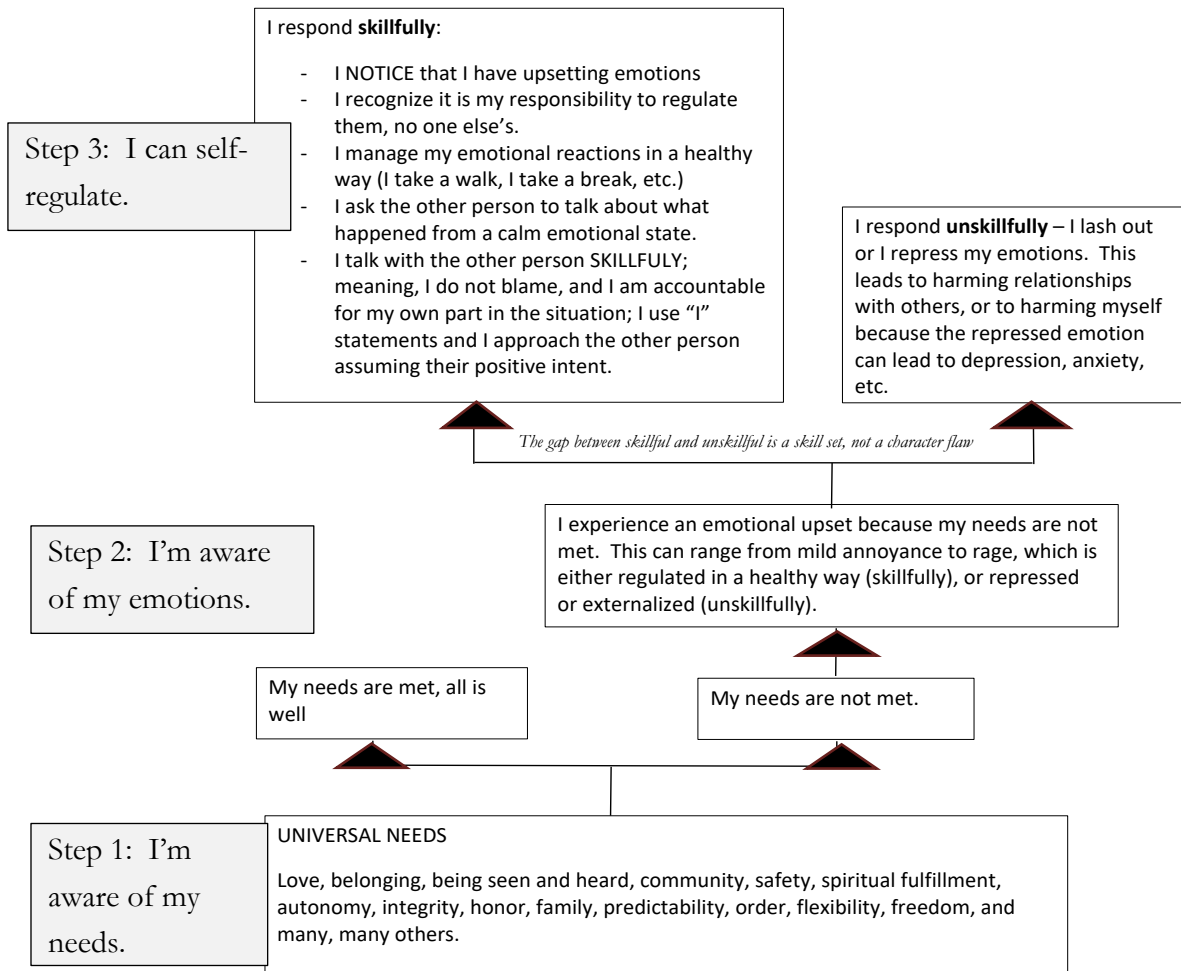 I respond skillfully:
- I NOTICE that I have upsetting emotions
- I recognize it is my responsibility to regulate
them, no one else’s.
- I manage my emotional reactions in a healthy
way (I take a walk, I take a break, etc.)
- I ask the other person to talk about what
happened from a calm emotional state.
- I talk with the other person SKILLFULY;
meaning, I do not blame, and I am accountable
for my own part in the situation; I use “I”
statements and I approach the other person
assuming their positive intent.
Step 3:  I can self-
regulate.
I respond unskillfully – I lash out
or I repress my emotions.  This
leads to harming relationships
with others, or to harming myself
because the repressed emotion
can lead to depression, anxiety,
etc.
The gap between skillful and unskillful is a skill set, not a character flaw
Step 2:  I’m aware
of my emotions.
I experience an emotional upset because my needs are not
met.  This can range from mild annoyance to rage, which is
either regulated in a healthy way (skillfully), or repressed
or externalized (unskillfully).
My needs are met, all is
well
My needs are not met.
Step 1:  I’m
aware of my
needs.
UNIVERSAL NEEDS
Love, belonging, being seen and heard, community, safety, spiritual fulfillment,
autonomy, integrity, honor, family, predictability, order, flexibility, freedom, and
many, many others.